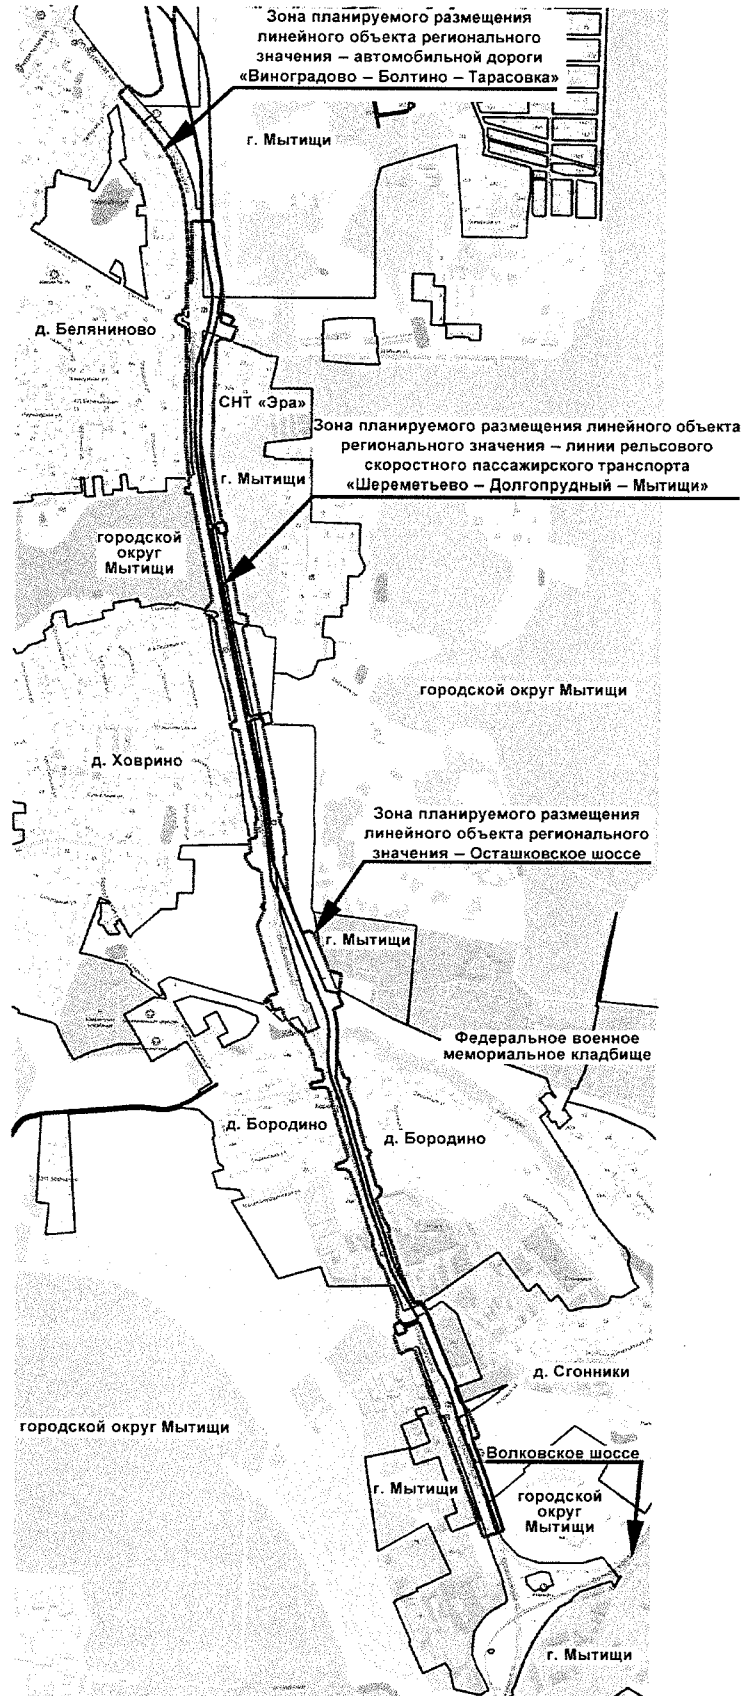 Зона планируемого размещения
линейного объекта регионального
значения – автомобильной дороги
«Виноградово – Болтино – Тарасовка»
г. Мытищи
д. Беляниново
СНТ «Эра»
Зона планируемого размещения линейного объекта
регионального значения – линии рельсового
скоростного пассажирского транспорта
«Шереметьево – Долгопрудный – Мытищи»
г. Мытищи
городской
округ
Мытищи
городской округ Мытищи
д. Ховрино
Зона планируемого размещения
линейного объекта регионального
значения – Осташковское шоссе
г. Мытищи
Федеральное военное
мемориальное кладбище
д. Бородино
д. Бородино
д. Сгонники
городской округ Мытищи
Волковское шоссе
г. Мытищи
городской
округ
Мытищи
г. Мытищи